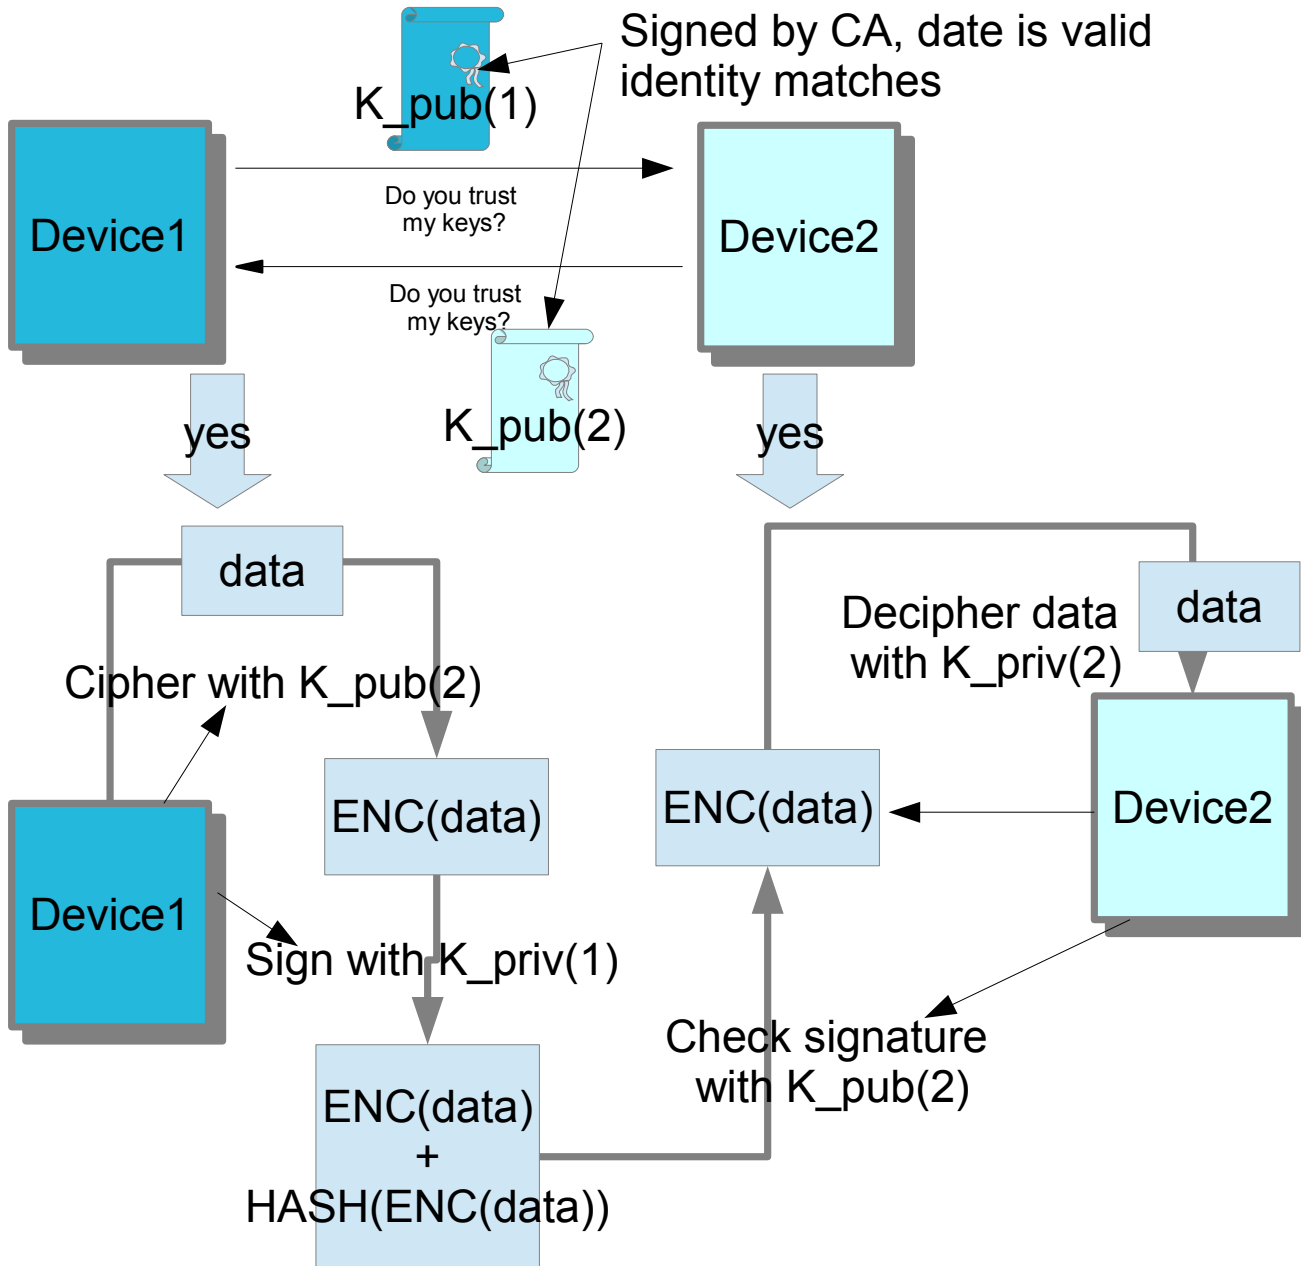 Signed by CA, date is valid
identity matches
K_pub(1)
Device1
Do you trust
my keys?
Device2
Do you trust
my keys?
K_pub(2)
yes
yes
data
data
Decipher data
with K_priv(2)
Cipher with K_pub(2)
ENC(data)
ENC(data)
Device2
Device1
Sign with K_priv(1)
Check signature
with K_pub(2)
ENC(data)
+
HASH(ENC(data))